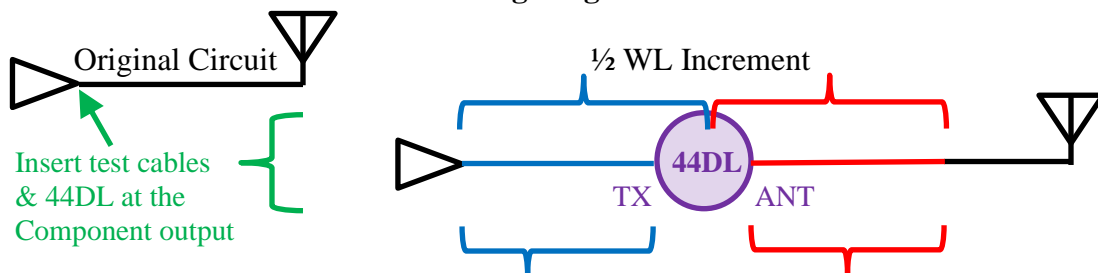 Original Circuit
½ WL Increment
Insert test cables
& 44DL at the
Component output
44DL
TX
ANT